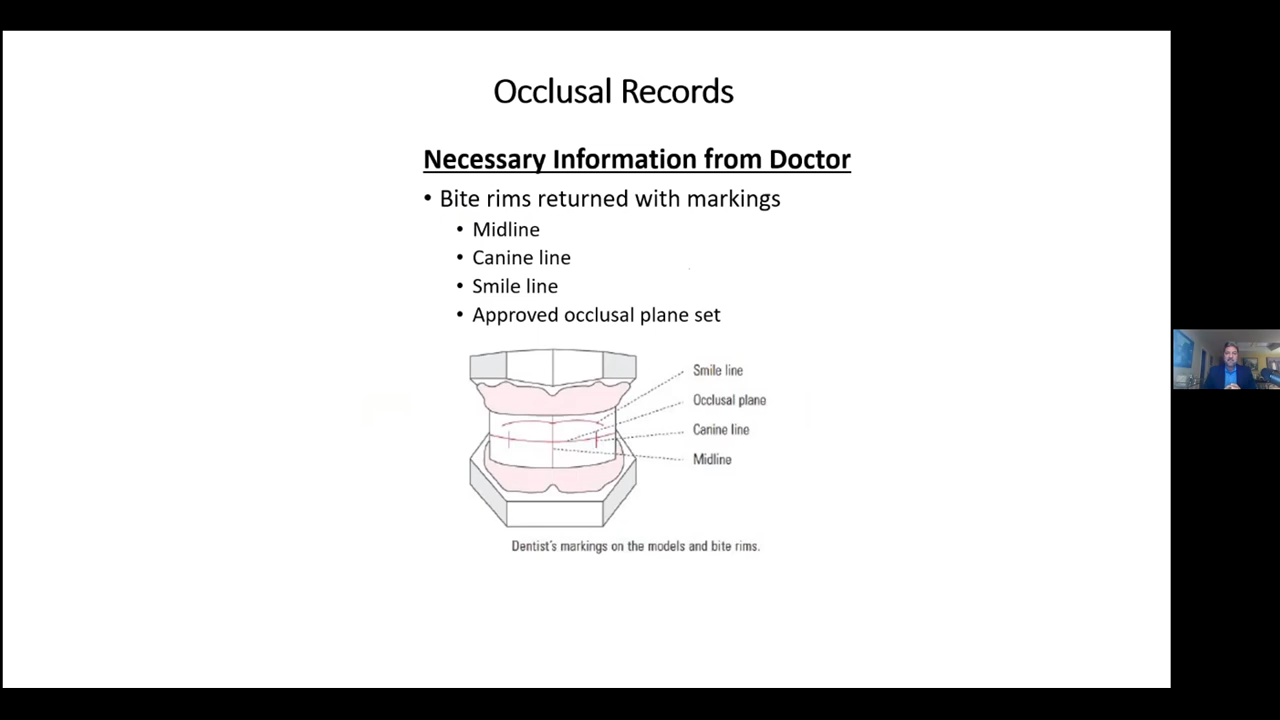 Occlusal Records
Necessary Information from Doctor
• Bite rims returned with markings
• Midline
• Canine line
• Smile line
• Approved occlusal plane set
Smile line
Occlusal plane
Canine line
Midline
Dentist's markings on the models and bite rims.